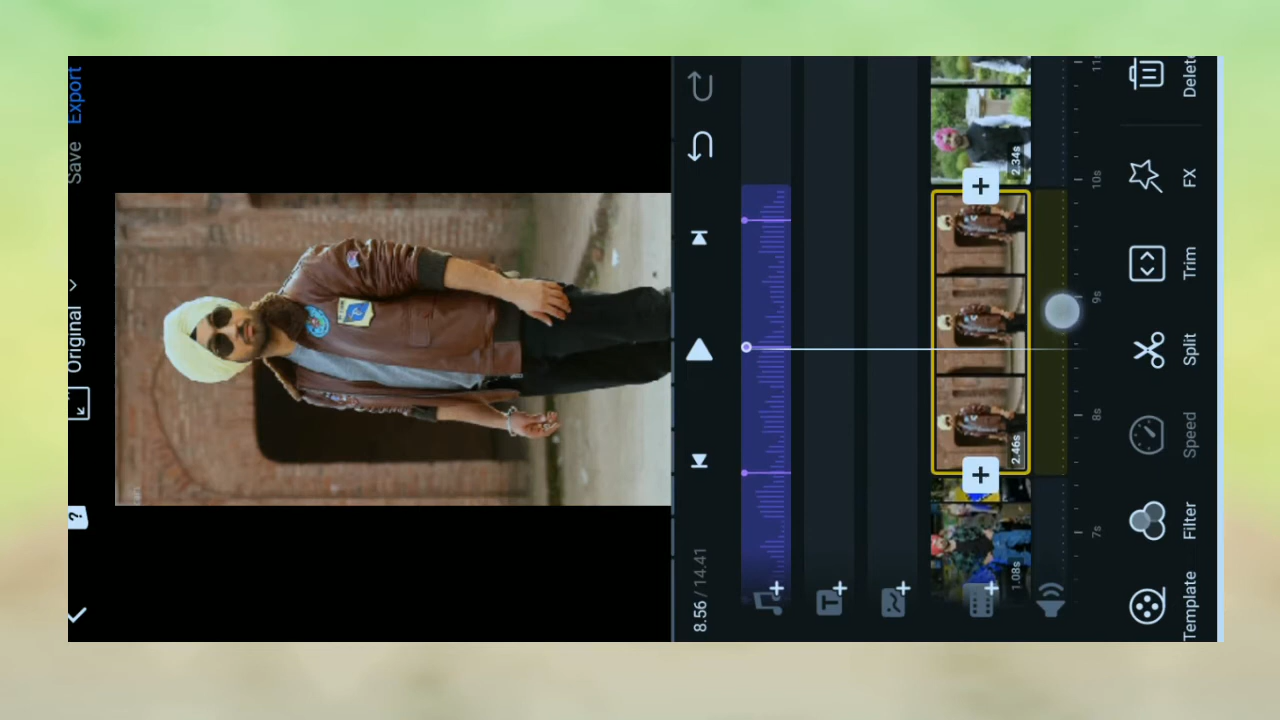 ?
Original
Save
Export
8.56 / 14.41
T
1.08s
2.46s
2.34s
7s
8s
9s
10s
Template
Filter
Speed
Split
Trim
FX